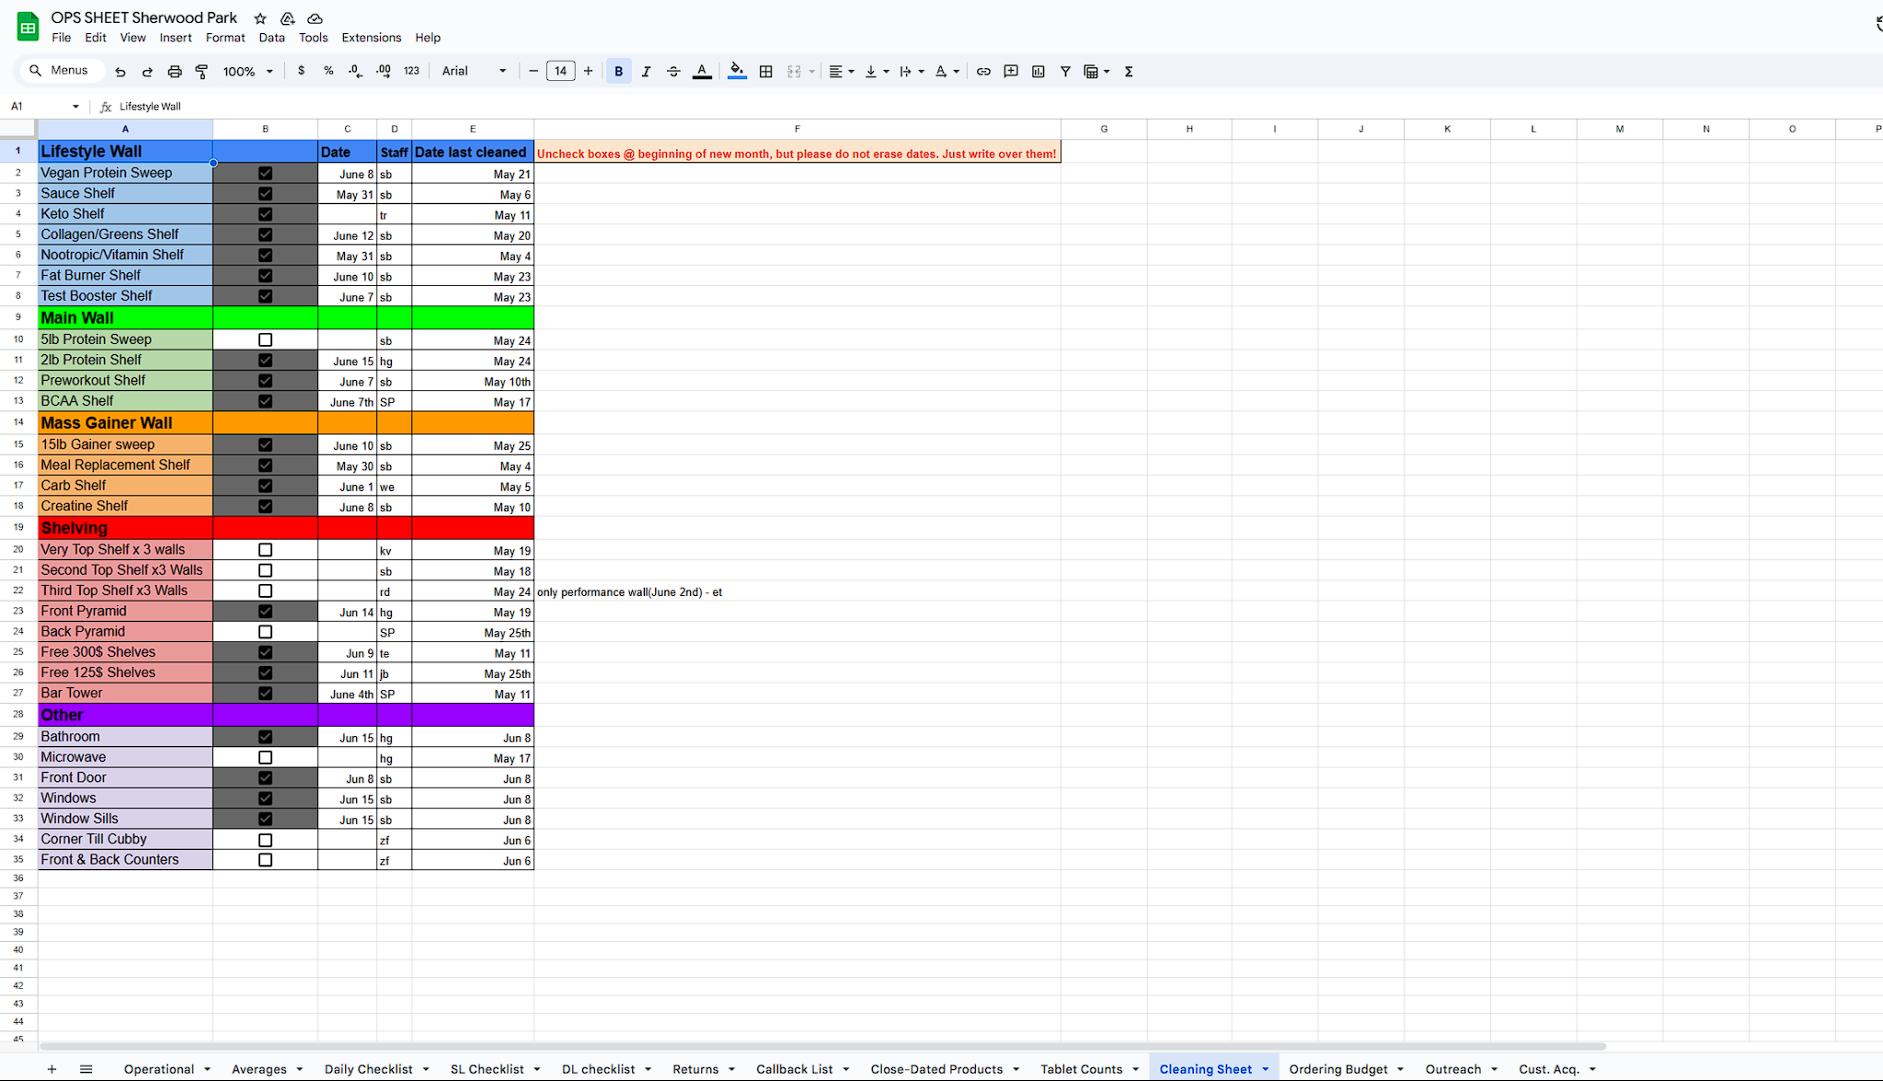 OPS SHEET Sherwood Park
File Edit View Insert Format Data Tools Extensions Help
Menus 100% $ % .0 .00 123 Arial 14 B I A A Σ
A1 fx Lifestyle Wall
A B C D E F G H I J K L M N O P
1 Lifestyle Wall Date Staff Date last cleaned Uncheck boxes @ beginning of new month, but please do not erase dates. Just write over them!
2 Vegan Protein Sweep June 8 sb May 21
3 Sauce Shelf May 31 sb May 6
4 Keto Shelf tr May 11
5 Collagen/Greens Shelf June 12 sb May 20
6 Nootropic/Vitamin Shelf May 31 sb May 4
7 Fat Burner Shelf June 10 sb May 23
8 Test Booster Shelf June 7 sb May 23
9 Main Wall
10 5lb Protein Sweep sb May 24
11 2lb Protein Shelf June 15 hg May 24
12 Preworkout Shelf June 7 sb May 10th
13 BCAA Shelf June 7th SP May 17
14 Mass Gainer Wall
15 15lb Gainer sweep June 10 sb May 25
16 Meal Replacement Shelf May 30 sb May 4
17 Carb Shelf June 1 we May 5
18 Creatine Shelf June 8 sb May 10
19 Shelving
20 Very Top Shelf x 3 walls kv May 19
21 Second Top Shelf x3 Walls sb May 18
22 Third Top Shelf x3 Walls rd May 24 only performance wall(June 2nd) - et
23 Front Pyramid Jun 14 hg May 19
24 Back Pyramid SP May 25th
25 Free 300$ Shelves Jun 9 te May 11
26 Free 125$ Shelves Jun 11 jb May 25th
27 Bar Tower June 4th SP May 11
28 Other
29 Bathroom Jun 15 hg Jun 8
30 Microwave hg May 17
31 Front Door Jun 8 sb Jun 8
32 Windows Jun 15 sb Jun 8
33 Window Sills Jun 15 sb Jun 8
34 Corner Till Cubby zf Jun 6
35 Front & Back Counters zf Jun 6
36
37
38
39
40
41
42
43
44
45
Operational Averages Daily Checklist SL Checklist DL checklist Returns Callback List Close-Dated Products Tablet Counts Cleaning Sheet Ordering Budget Outreach Cust. Acq.